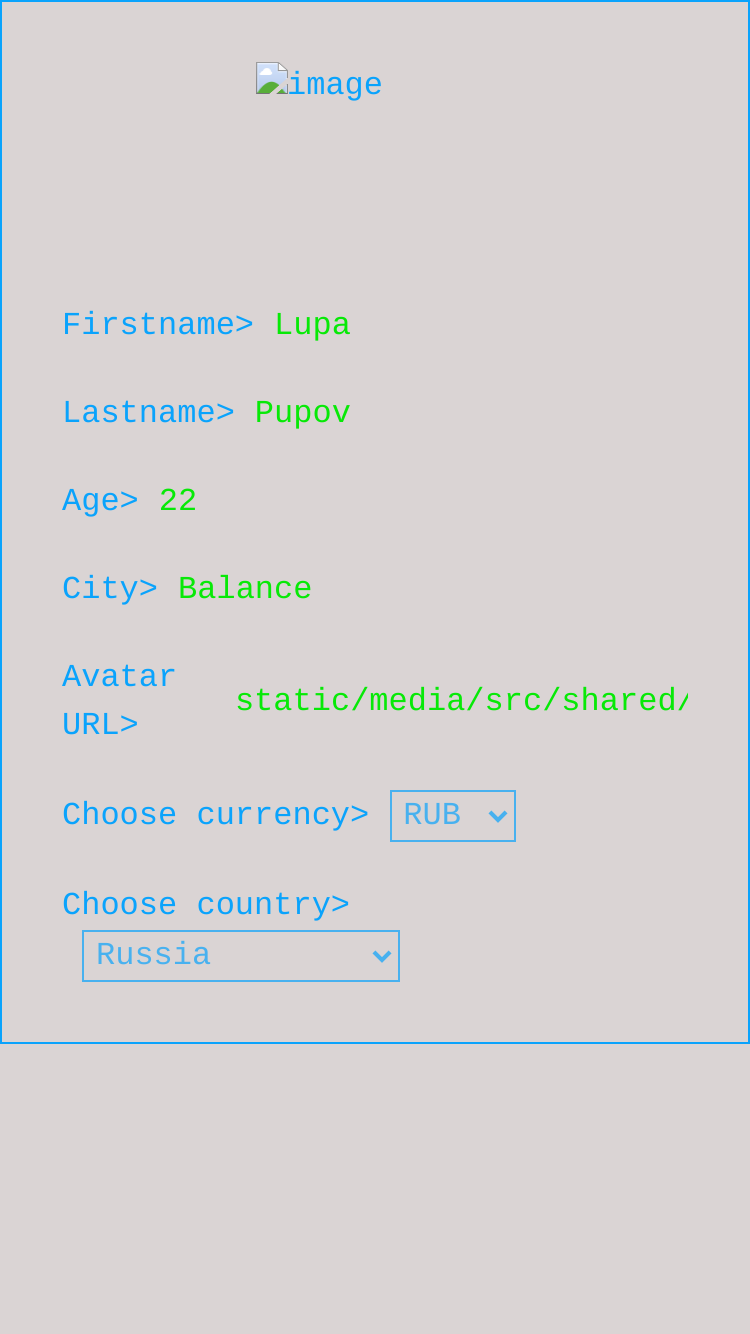 image
Firstname> Lupa
Lastname> Pupov
Age> 22
City> Balance
Avatar
URL> static/media/src/shared/
Choose currency> RUB
Choose country>
Russia